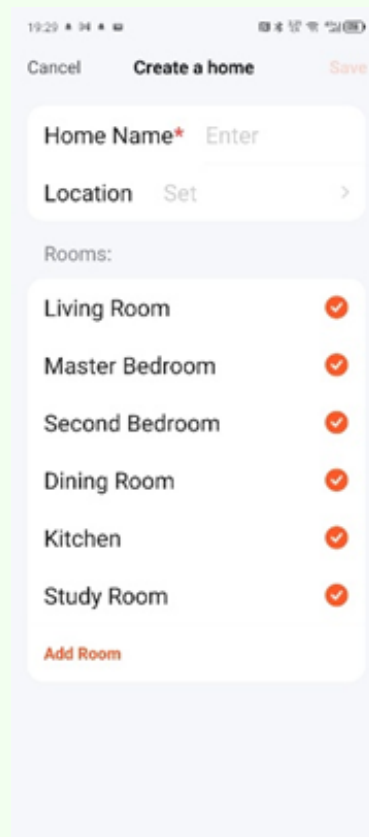 19:29
Cancel Create a home Save
Home Name* Enter
Location Set
Rooms:
Living Room
Master Bedroom
Second Bedroom
Dining Room
Kitchen
Study Room
Add Room